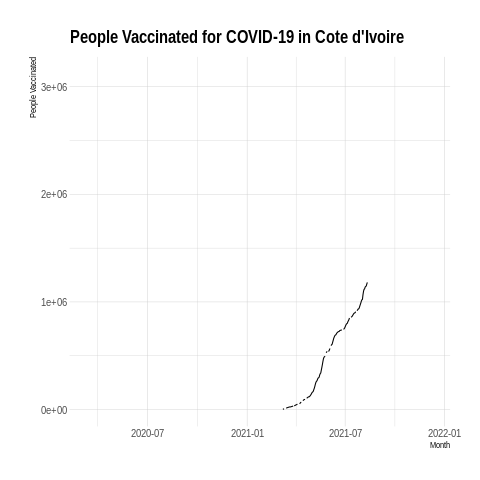 People Vaccinated for COVID-19 in Cote d'Ivoire
People Vaccinated
3e+06
2e+06
1e+06
0e+00
2020-07
2021-01
2021-07
2022-01
Month